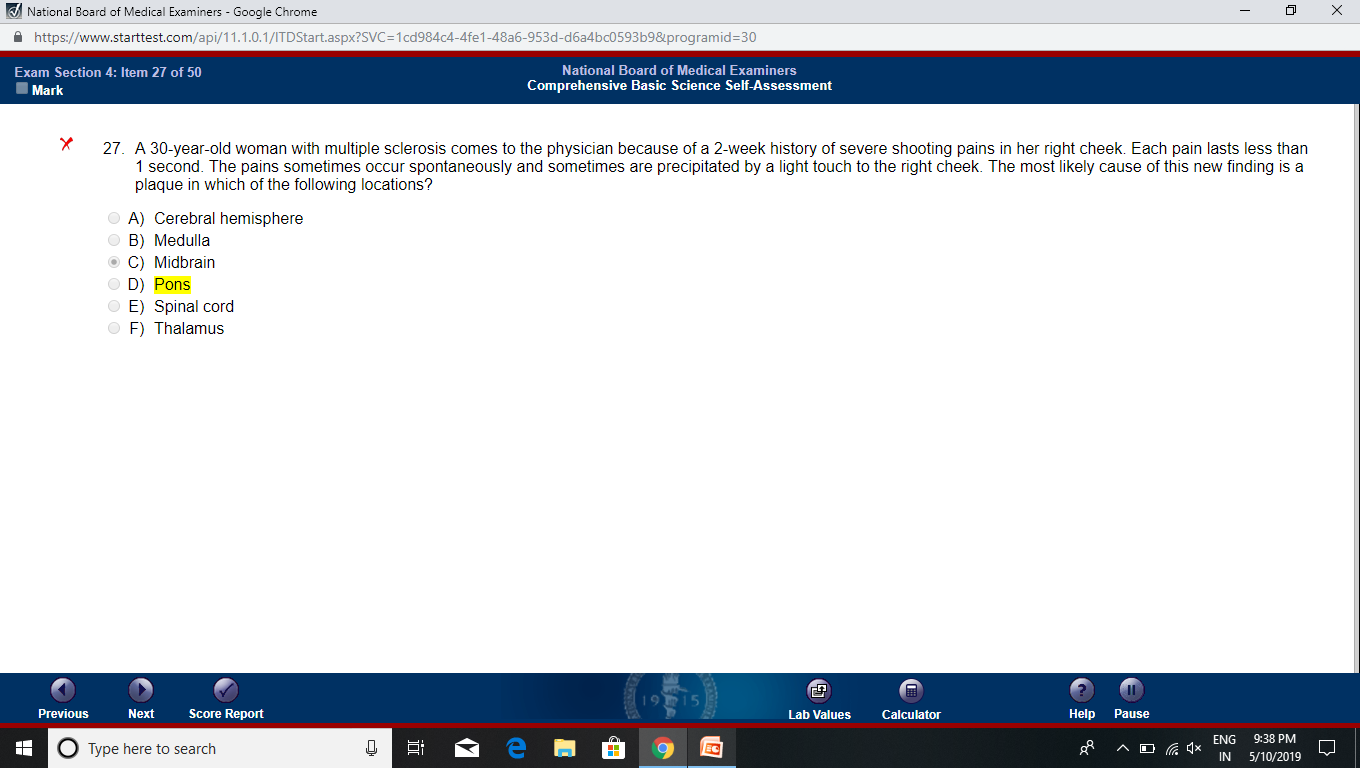 National Board of Medical Examiners - Google Chrome
https://www.starttest.com/api/11.1.0.1/ITDStart.aspx?SVC=1cd984c4-4fe1-48a6-953d-d6a4bc0593b9&programid=30
Exam Section 4: Item 27 of 50
National Board of Medical Examiners
Mark
Comprehensive Basic Science Self-Assessment
27. A 30-year-old woman with multiple sclerosis comes to the physician because of a 2-week history of severe shooting pains in her right cheek. Each pain lasts less than
1 second. The pains sometimes occur spontaneously and sometimes are precipitated by a light touch to the right cheek. The most likely cause of this new finding is a
plaque in which of the following locations?
A) Cerebral hemisphere
B) Medulla
C) Midbrain
D) Pons
E) Spinal cord
F) Thalamus
19 15
Previous
Next
Score Report
Lab Values
Calculator
Help
Pause
Type here to search
ENG
IN
9:38 PM
5/10/2019